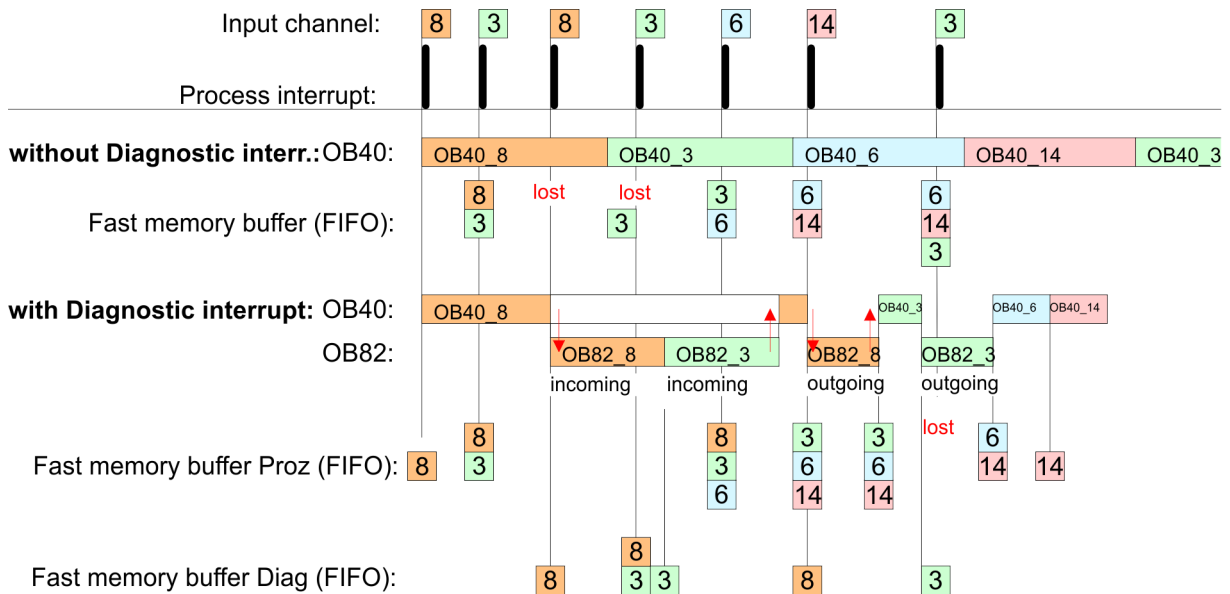 Input channel: 8 3 8 3 6 14 3
Process interrupt:
without Diagnostic interr.: OB40: OB40_8 OB40_3 OB40_6 OB40_14 OB40_3
8 lost lost 3 6 6
Fast memory buffer (FIFO): 3 3 6 14 14
3
with Diagnostic interrupt: OB40: OB40_8 OB40_3 OB40_6 OB40_14
OB82: OB82_8 OB82_3 OB82_8 OB82_3
incoming incoming outgoing outgoing
8 8 3 3 lost 6
Fast memory buffer Proz (FIFO): 8 3 3 6 6 14 14
6 14 14
8
Fast memory buffer Diag (FIFO): 8 3 3 8 3